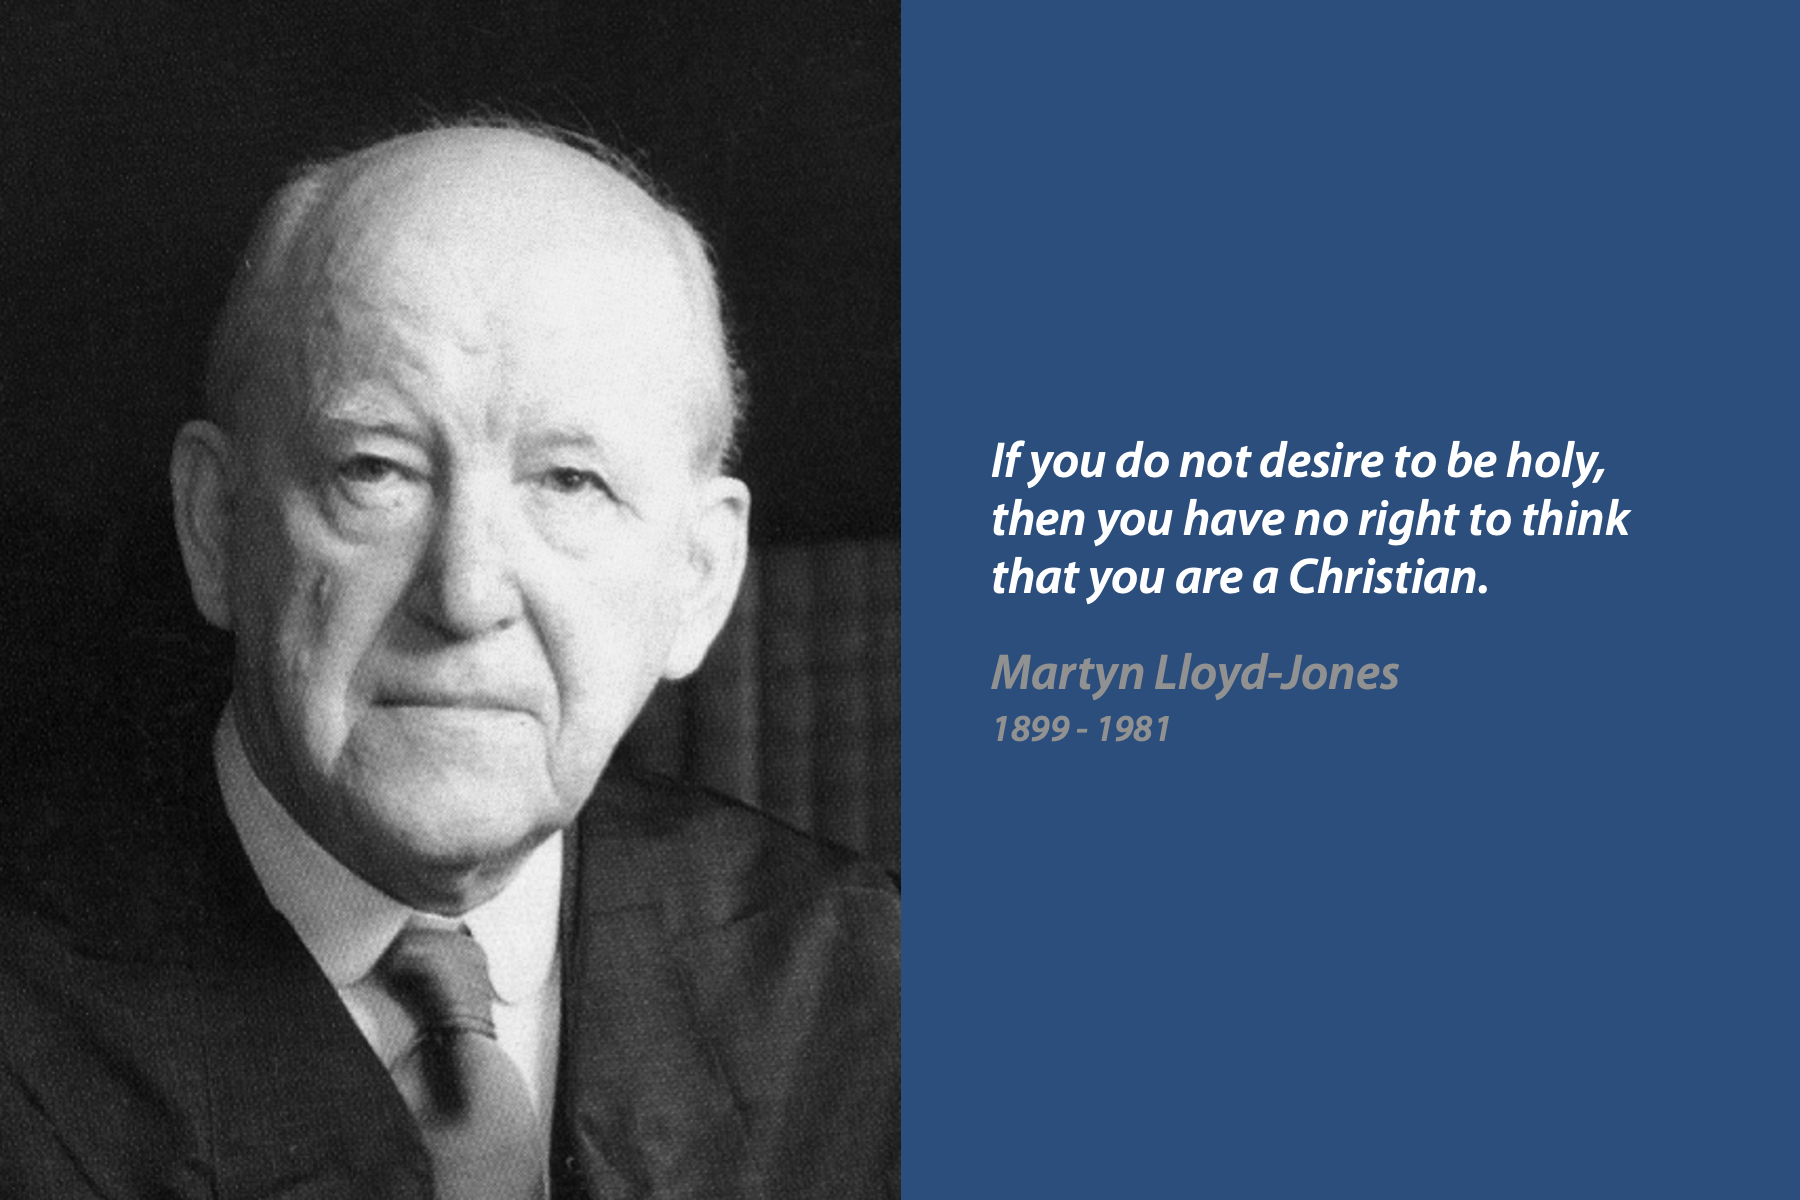 If you do not desire to be holy,
then you have no right to think
that you are a Christian.
Martyn Lloyd-Jones
1899 - 1981